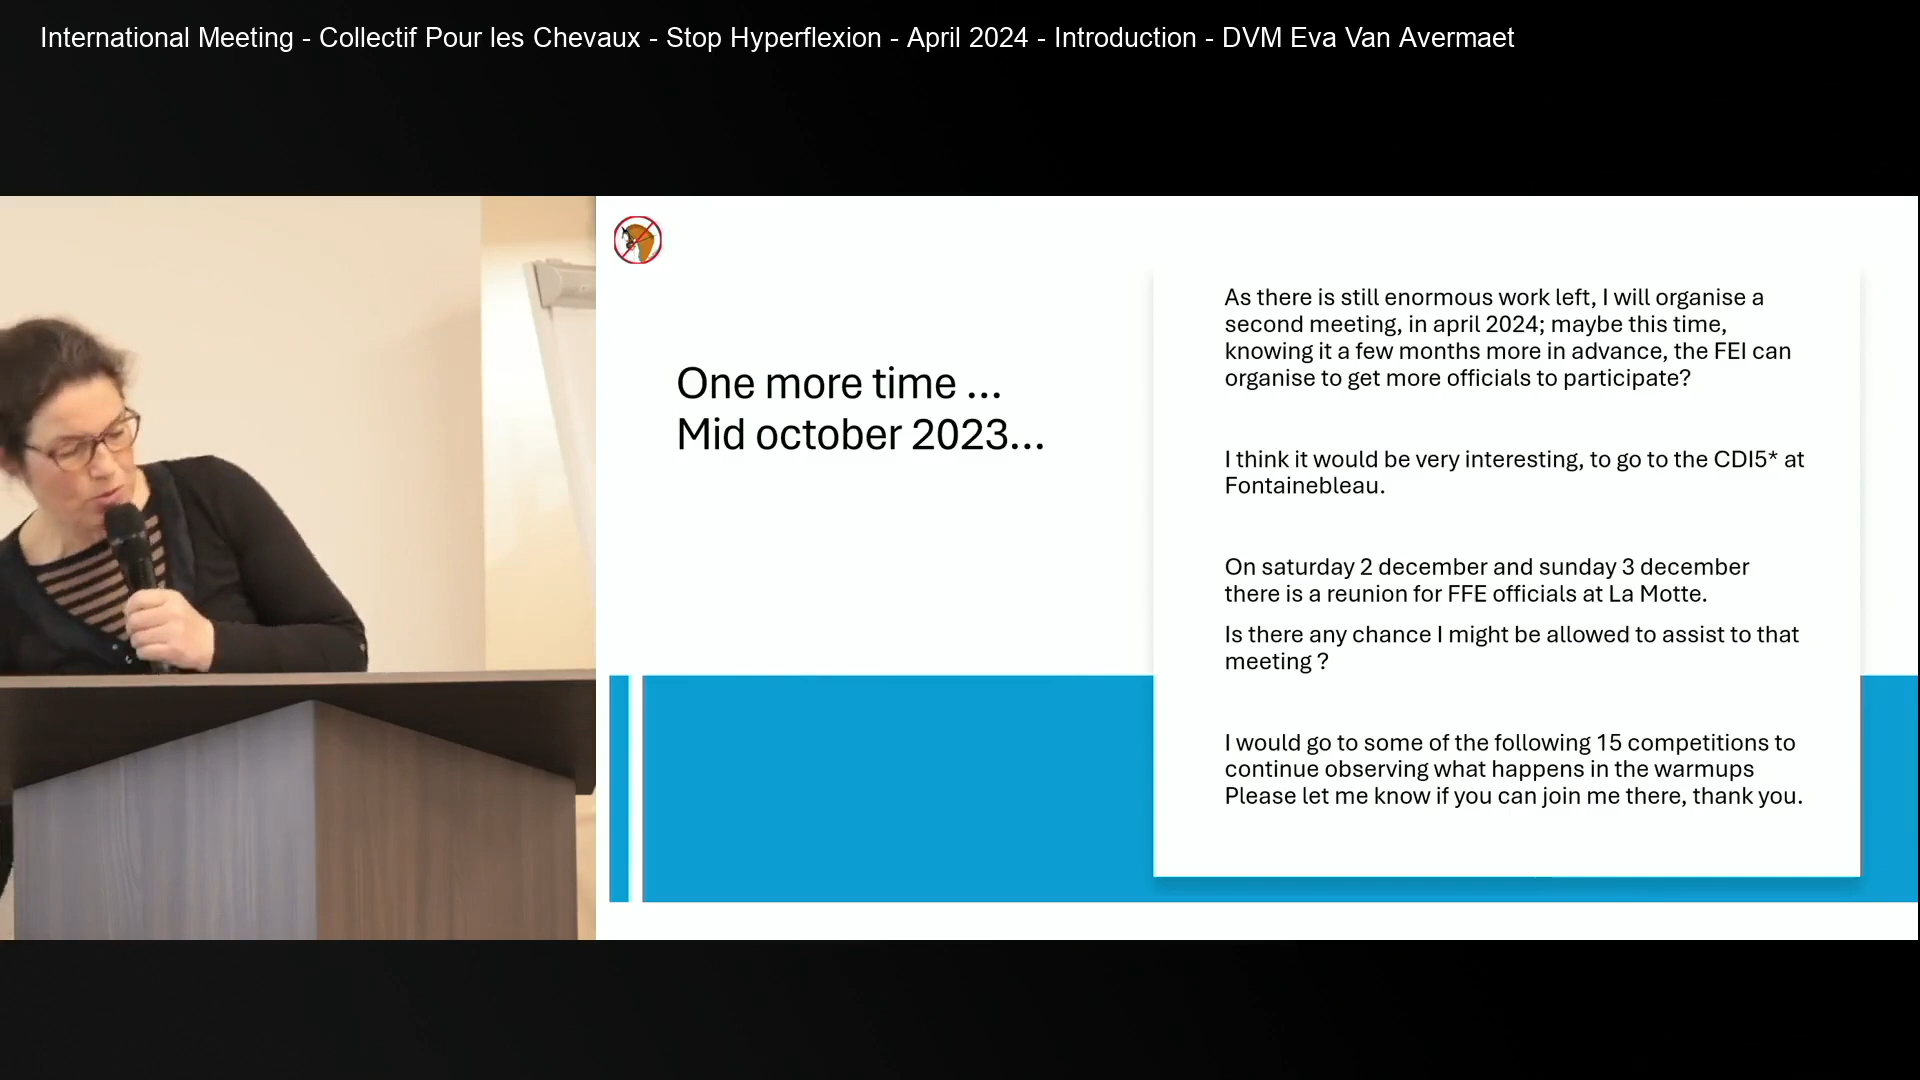 International Meeting - Collectif Pour les Chevaux - Stop Hyperflexion - April 2024 - Introduction - DVM Eva Van Avermaet
One more time ...
Mid october 2023...
As there is still enormous work left, I will organise a
second meeting, in april 2024; maybe this time,
knowing it a few months more in advance, the FEI can
organise to get more officials to participate?
I think it would be very interesting, to go to the CDI5* at
Fontainebleau.
On saturday 2 december and sunday 3 december
there is a reunion for FFE officials at La Motte.
Is there any chance I might be allowed to assist to that
meeting ?
I would go to some of the following 15 competitions to
continue observing what happens in the warmups
Please let me know if you can join me there, thank you.